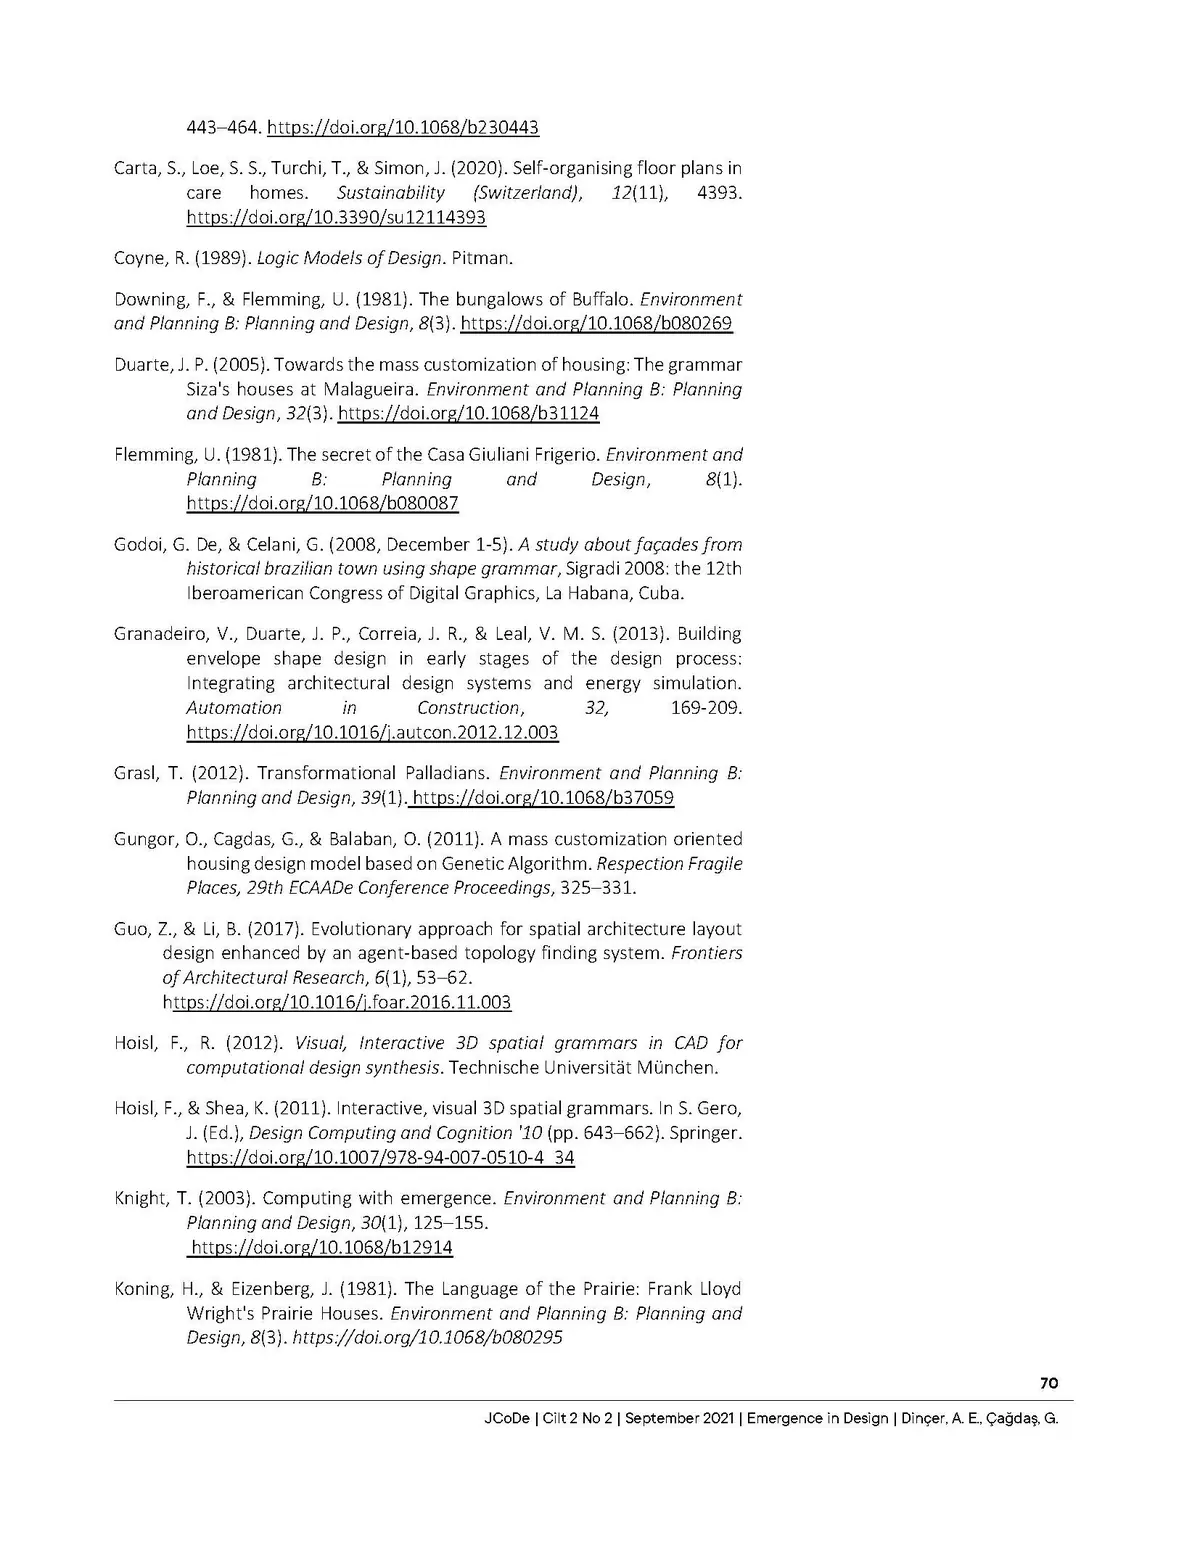 443–464. https://doi.org/10.1068/b230443
Carta, S., Loe, S. S., Turchi, T., & Simon, J. (2020). Self-organising floor plans in
care homes. Sustainability (Switzerland), 12(11), 4393.
https://doi.org/10.3390/su12114393
Coyne, R. (1989). Logic Models of Design. Pitman.
Downing, F., & Flemming, U. (1981). The bungalows of Buffalo. Environment
and Planning B: Planning and Design, 8(3). https://doi.org/10.1068/b080269
Duarte, J. P. (2005). Towards the mass customization of housing: The grammar
Siza's houses at Malagueira. Environment and Planning B: Planning
and Design, 32(3). https://doi.org/10.1068/b31124
Flemming, U. (1981). The secret of the Casa Giuliani Frigerio. Environment and
Planning B: Planning and Design, 8(1).
https://doi.org/10.1068/b080087
Godoi, G. De, & Celani, G. (2008, December 1-5). A study about façades from
historical brazilian town using shape grammar, Sigradi 2008: the 12th
Iberoamerican Congress of Digital Graphics, La Habana, Cuba.
Granadeiro, V., Duarte, J. P., Correia, J. R., & Leal, V. M. S. (2013). Building
envelope shape design in early stages of the design process:
Integrating architectural design systems and energy simulation.
Automation in Construction, 32, 169-209.
https://doi.org/10.1016/j.autcon.2012.12.003
Grasl, T. (2012). Transformational Palladians. Environment and Planning B:
Planning and Design, 39(1). https://doi.org/10.1068/b37059
Gungor, O., Cagdas, G., & Balaban, O. (2011). A mass customization oriented
housing design model based on Genetic Algorithm. Respection Fragile
Places, 29th ECAADe Conference Proceedings, 325–331.
Guo, Z., & Li, B. (2017). Evolutionary approach for spatial architecture layout
design enhanced by an agent-based topology finding system. Frontiers
of Architectural Research, 6(1), 53–62.
https://doi.org/10.1016/j.foar.2016.11.003
Hoisl, F., R. (2012). Visual, Interactive 3D spatial grammars in CAD for
computational design synthesis. Technische Universität München.
Hoisl, F., & Shea, K. (2011). Interactive, visual 3D spatial grammars. In S. Gero,
J. (Ed.), Design Computing and Cognition '10 (pp. 643–662). Springer.
https://doi.org/10.1007/978-94-007-0510-4_34
Knight, T. (2003). Computing with emergence. Environment and Planning B:
Planning and Design, 30(1), 125–155.
https://doi.org/10.1068/b12914
Koning, H., & Eizenberg, J. (1981). The Language of the Prairie: Frank Lloyd
Wright's Prairie Houses. Environment and Planning B: Planning and
Design, 8(3). https://doi.org/10.1068/b080295
70
JCoDe | Cilt 2 No 2 | September 2021 | Emergence in Design | Dinçer, A. E., Çağdaş, G.